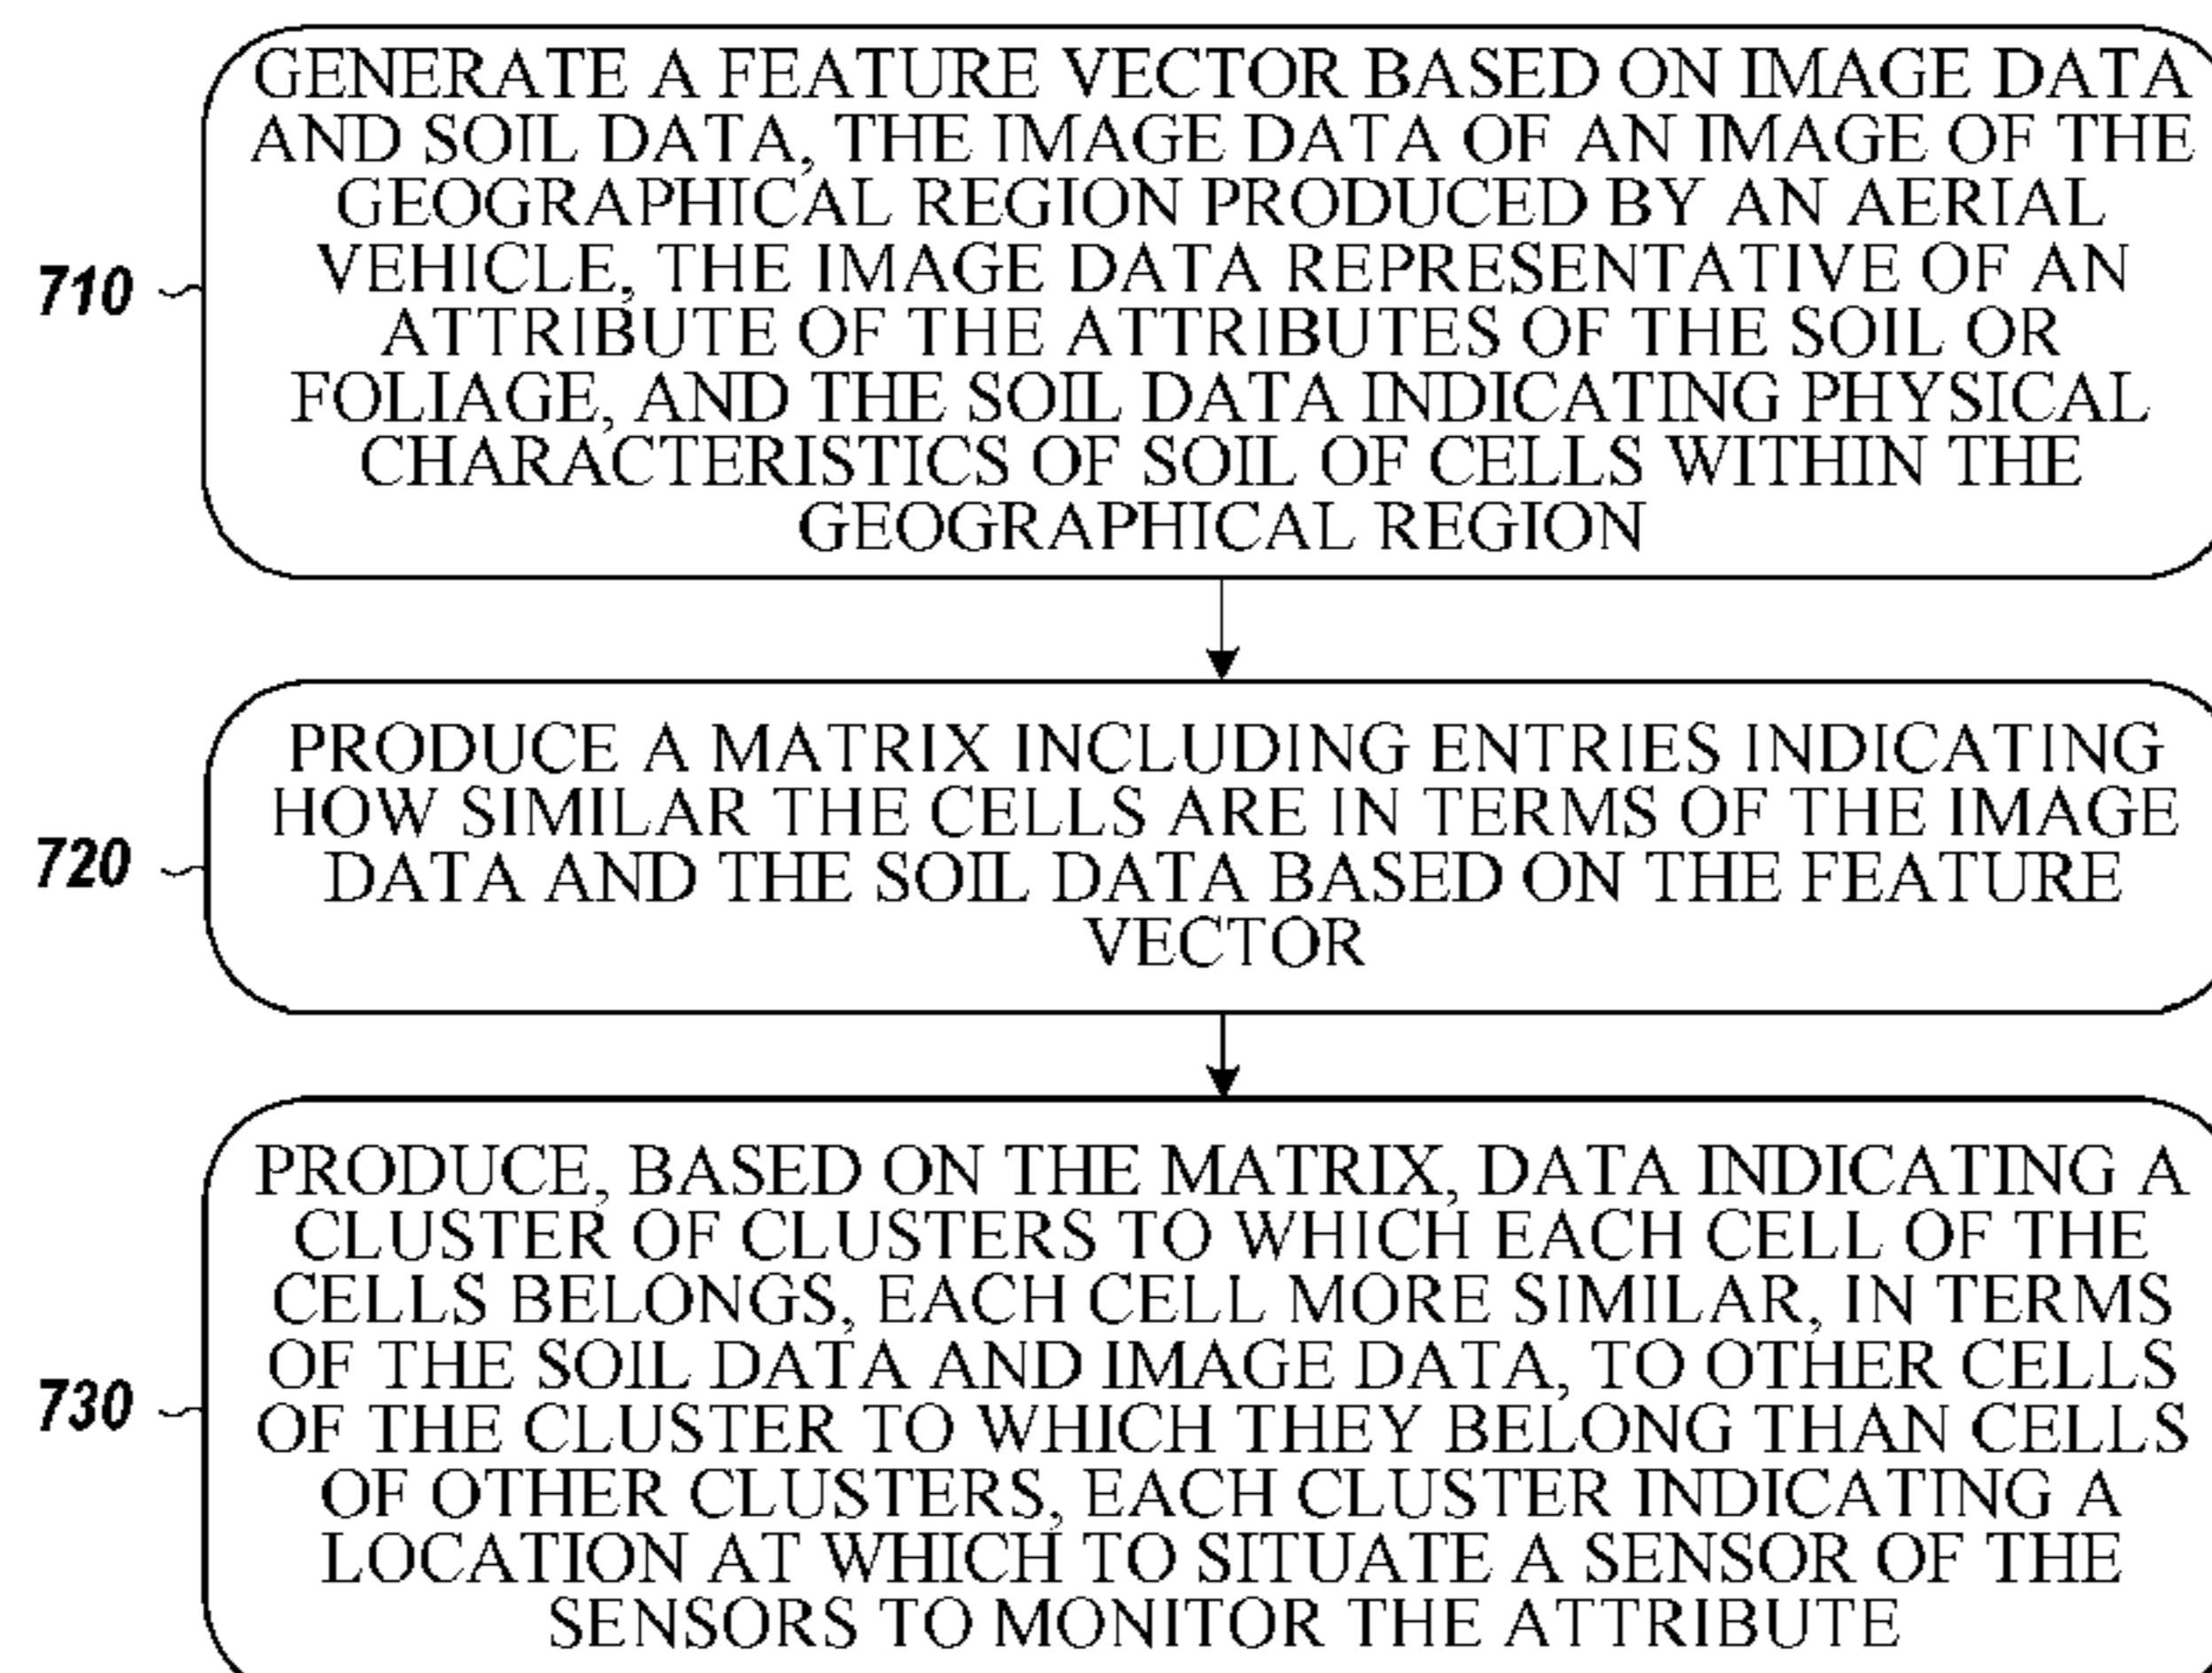 GENERATE A FEATURE VECTOR BASED ON IMAGE DATA
AND SOIL DATA, THE IMAGE DATA OF AN IMAGE OF THE
GEOGRAPHICAL REGION PRODUCED BY AN AERIAL
VEHICLE, THE IMAGE DATA REPRESENTATIVE OF AN
710
ATTRIBUTE OF THE ATTRIBUTES OF THE SOIL OR
FOLIAGE, AND THE SOIL DATA INDICATING PHYSICAL
CHARACTERISTICS OF SOIL OF CELLS WITHIN THE
GEOGRAPHICAL REGION
PRODUCE A MATRIX INCLUDING ENTRIES INDICATING
HOW SIMILAR THE CELLS ARE IN TERMS OF THE IMAGE
720
DATA AND THE SOIL DATA BASED ON THE FEATURE
VECTOR
PRODUCE, BASED ON THE MATRIX, DATA INDICATING A
CLUSTER OF CLUSTERS TO WHICH EACH CELL OF THE
CELLS BELONGS, EACH CELL MORE SIMILAR, IN TERMS
OF THE SOIL DATA AND IMAGE DATA, TO OTHER CELLS
730
OF THE CLUSTER TO WHICH THEY BELONG THAN CELLS
OF OTHER CLUSTERS, EACH CLUSTER INDICATING A
LOCATION AT WHICH TO SITUATE A SENSOR OF THE
SENSORS TO MONITOR THE ATTRIBUTE